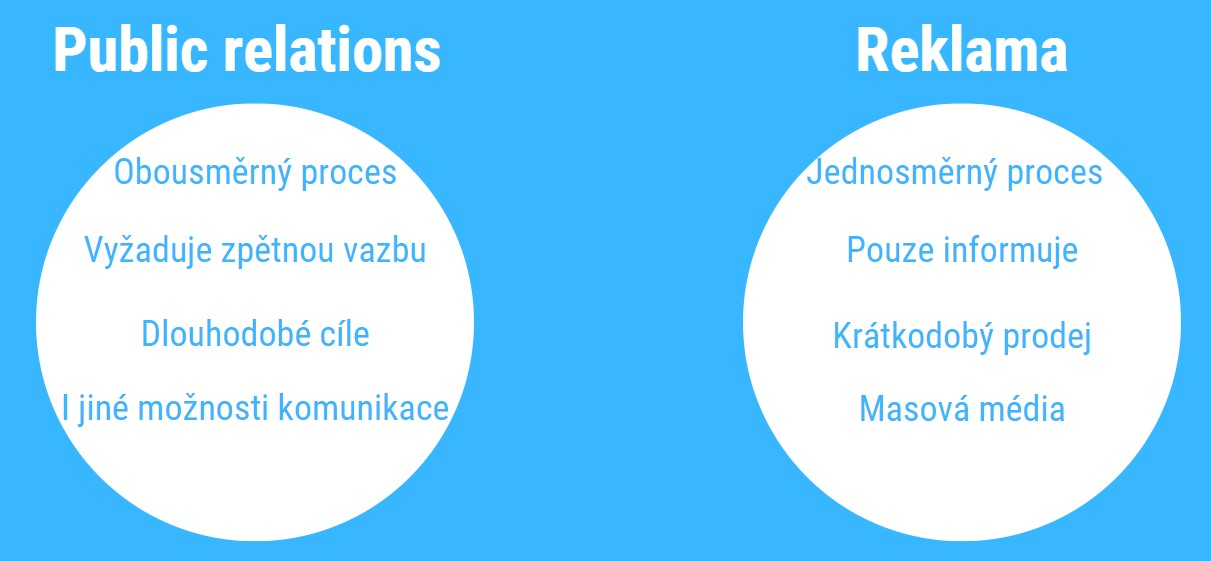 Public relations
Obousměrný proces
Vyžaduje zpětnou vazbu
Dlouhodobé cíle
I jiné možnosti komunikace
Reklama
Jednosměrný proces
Pouze informuje
Krátkodobý prodej
Masová média